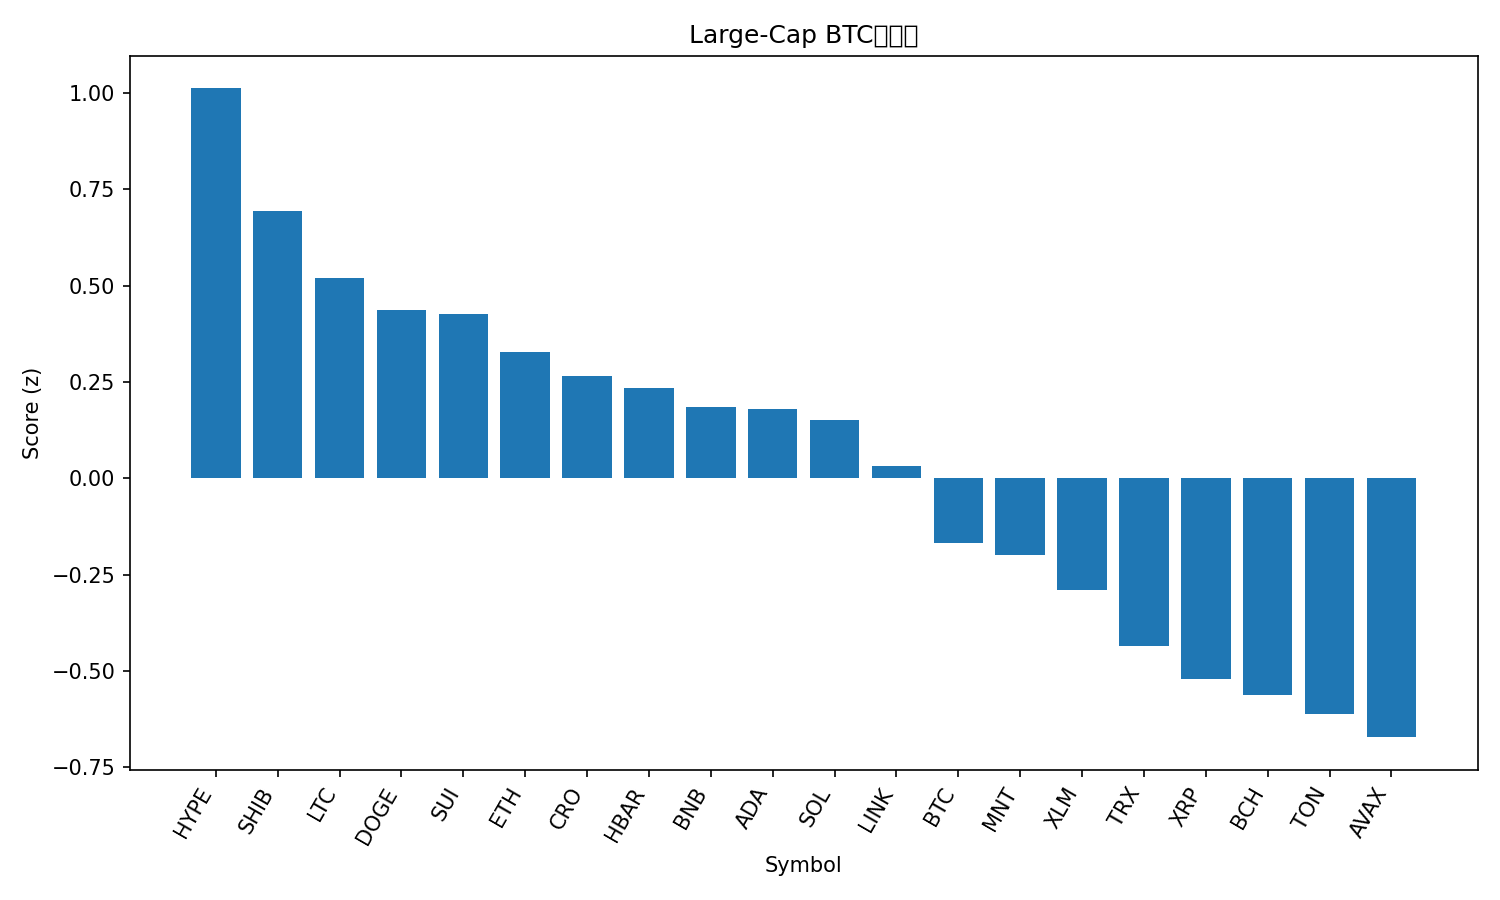 Large-Cap BTC
1.00
0.75
0.50
0.25
0.00
−0.25
−0.50
−0.75
Score (z)
HYPE
SHIB
LTC
DOGE
SUI
ETH
CRO
HBAR
BNB
ADA
SOL
LINK
BTC
MNT
XLM
TRX
XRP
BCH
TON
AVAX
Symbol